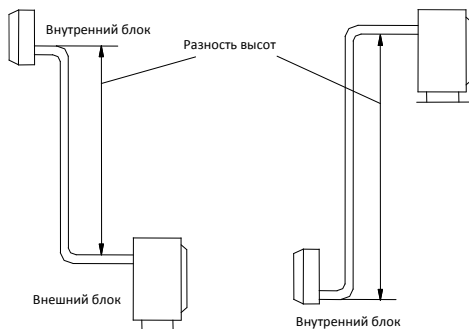 Внутренний блок
Разность высот
Внешний блок
Внутренний блок